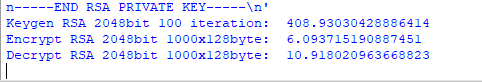 n-----END RSA PRIVATE KEY-----\n'
Keygen RSA 2048bit 100 iteration:  408.93030428886414
Encrypt RSA 2048bit 1000x128byte:  6.093715190887451
Decrypt RSA 2048bit 1000x128byte:  10.918020963668823